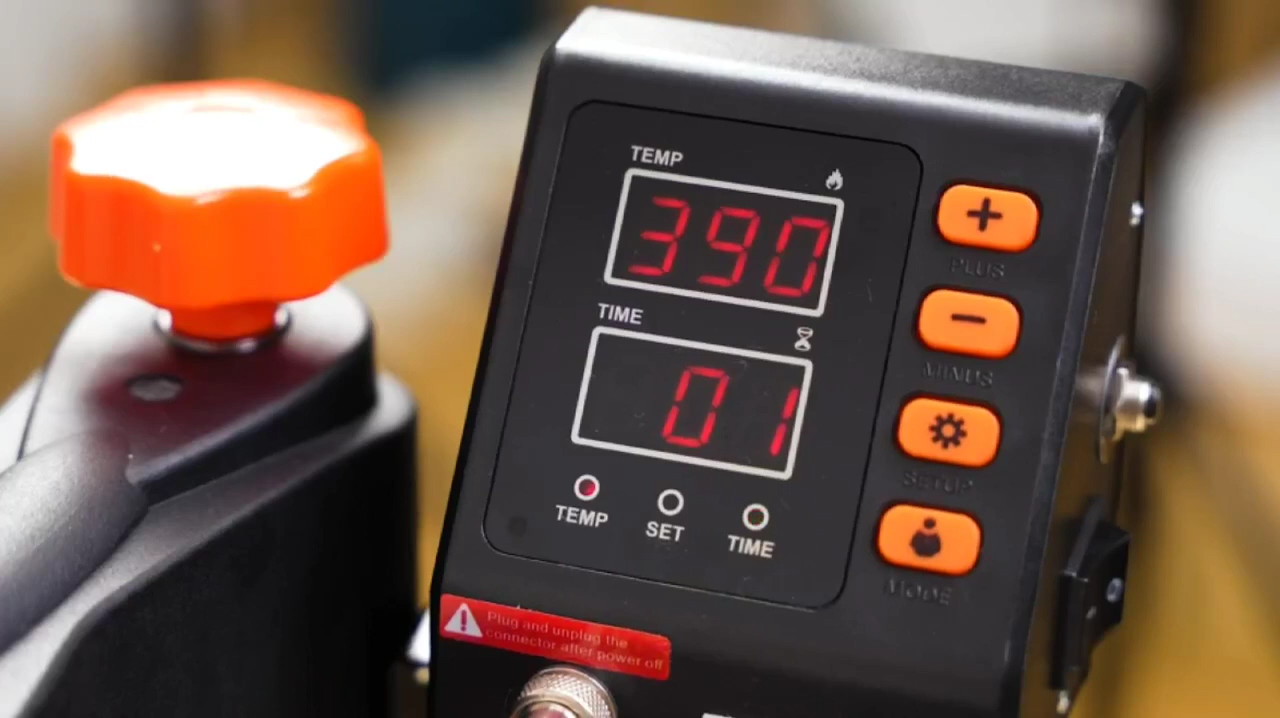 TEMP
390
TIME
01
TEMP SET TIME
+
PLUS
-
MINUS
SETUP
MODE
Plug and unplug the
connector after power off